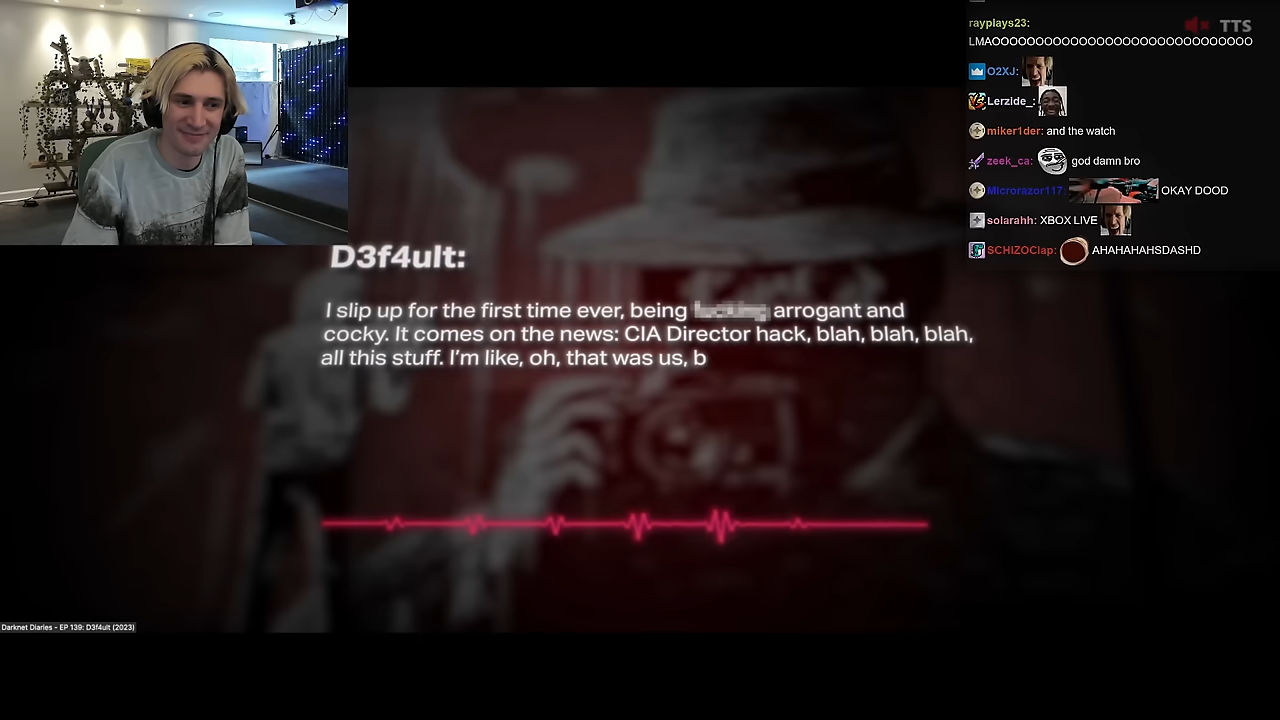 rayplays23:
TTS
LMAOOOOOOOOOOOOOOOOOOOOOOOOOOOOO
O2XJ:
Lerzide_:
miker1der: and the watch
zeek_ca: god damn bro
Microrazor117: OKAY DOOD
solarahh: XBOX LIVE
SCHIZOClap: AHAHAHAHSDASHD
D3f4ult:
I slip up for the first time ever, being arrogant and
cocky. It comes on the news: CIA Director hack, blah, blah, blah,
all this stuff. I'm like, oh, that was us, b
Darknet Diaries - EP 139: D3f4ult (2023)